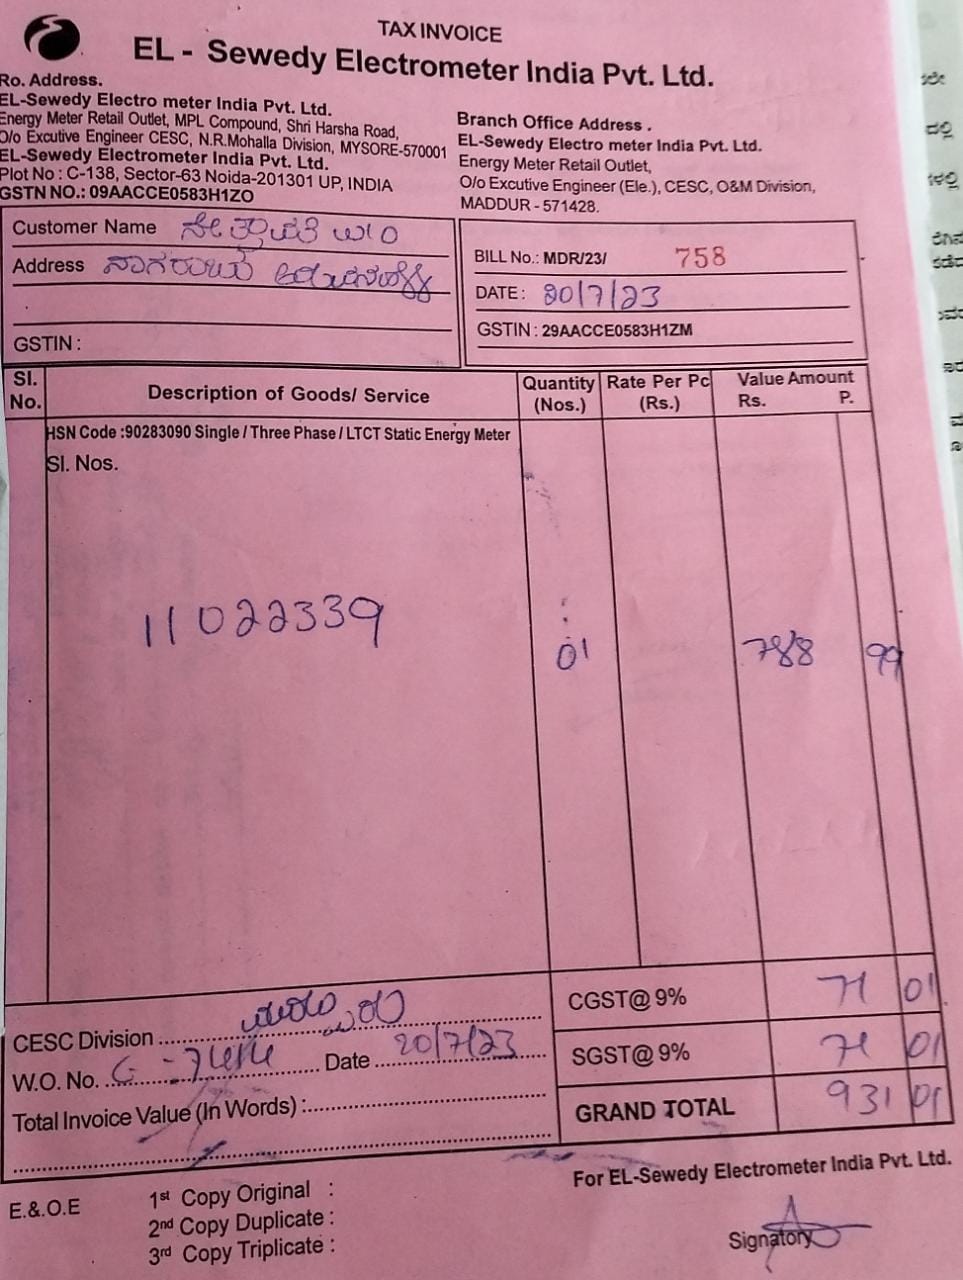 TAX INVOICE
EL - Sewedy Electrometer India Pvt. Ltd.
Ro. Address.
EL-Sewedy Electro meter India Pvt. Ltd.
Energy Meter Retail Outlet, MPL Compound, Shri Harsha Road,
O/o Excutive Engineer CESC, N.R.Mohalla Division, MYSORE-570001
EL-Sewedy Electrometer India Pvt. Ltd.
Plot No : C-138, Sector-63 Noida-201301 UP, INDIA
GSTN NO.: 09AACCE0583H1ZO
Branch Office Address .
EL-Sewedy Electro meter India Pvt. Ltd.
Energy Meter Retail Outlet,
O/o Excutive Engineer (Ele.), CESC, O&M Division,
MADDUR - 571428.
Customer Name
Address
GSTIN :
BILL No.: MDR/23/ 758
DATE : 20/7/23
GSTIN : 29AACCE0583H1ZM
Sl. No. Description of Goods/ Service Quantity (Nos.) Rate Per Pc (Rs.) Value Amount Rs. P.
HSN Code :90283090 Single / Three Phase / LTCT Static Energy Meter
Sl. Nos.
11022339 01 788 99
CGST@ 9% 71 01
SGST@ 9% 71 01
GRAND TOTAL 931 01
CESC Division
W.O. No. Date 20/7/23
Total Invoice Value (In Words) :
For EL-Sewedy Electrometer India Pvt. Ltd.
E.&.O.E
1st Copy Original :
2nd Copy Duplicate :
3rd Copy Triplicate :
Signatory